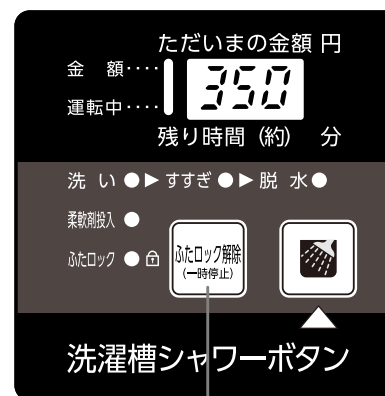 ただいまの金額 円
金 額････
350
運転中････
残り時間 (約) 分
洗 い ●▶ すすぎ ●▶ 脱 水 ●
柔軟剤投入 ●
ふたロック ●
ふたロック解除
(一時停止)
洗濯槽シャワーボタン